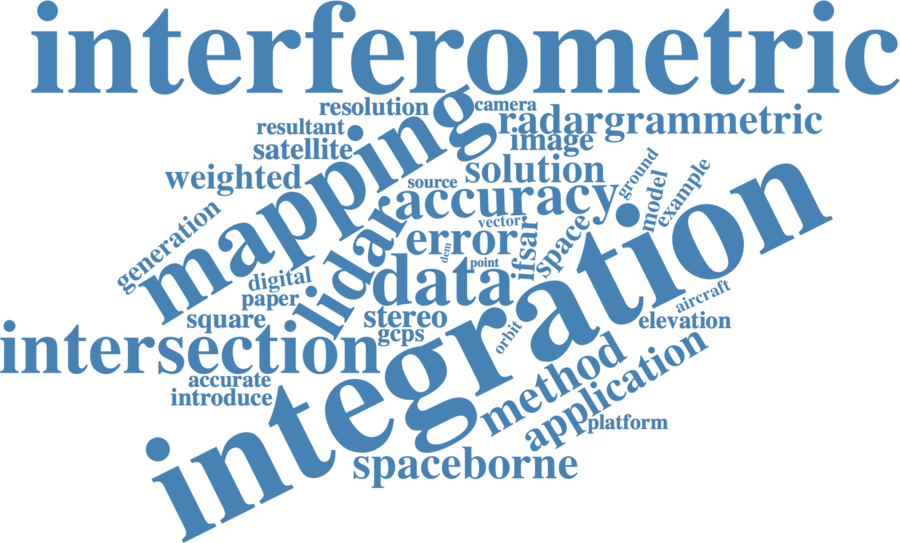 interferometric
resolution
camera
radargrammetric
resultant
image
satellite
mapping
solution
weighted
source
ground
model
example
accuracy
generation
vector
lidar
error
space
ifsar
dem
point
integration
digital
data
paper
aircraft
square
stereo
elevation
gcps
orbit
intersection
accurate
method
introduce
application
platform
spaceborne